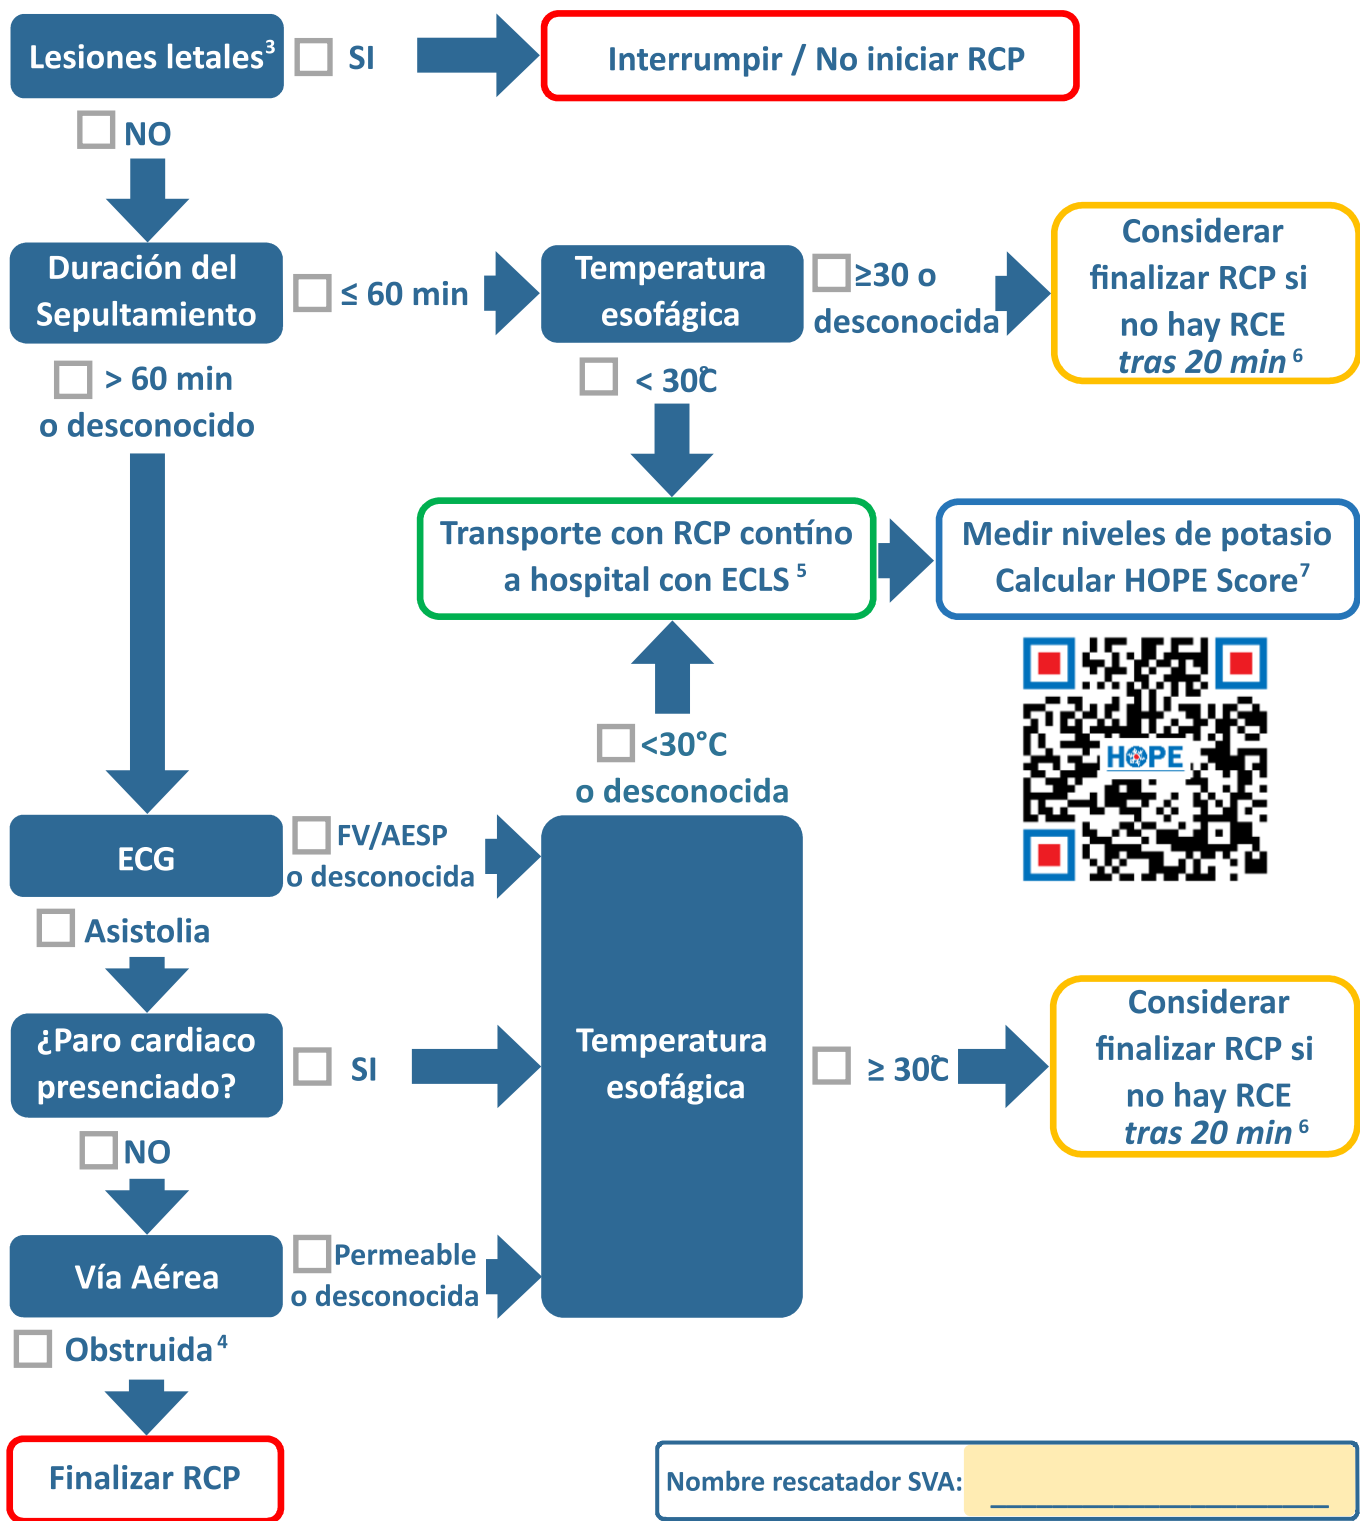 Lesiones letales³
SI
Interrumpir / No iniciar RCP
NO
Duración del
Sepultamiento
≤ 60 min
Temperatura
esofágica
≥30 o
desconocida
Considerar
finalizar RCP si
no hay RCE
tras 20 min ⁶
> 60 min
o desconocido
< 30°C
Transporte con RCP contíno
a hospital con ECLS ⁵
Medir niveles de potasio
Calcular HOPE Score⁷
HOPE
<30°C
o desconocida
ECG
FV/AESP
o desconocida
Asistolia
¿Paro cardiaco
presenciado?
SI
Temperatura
esofágica
≥ 30°C
Considerar
finalizar RCP si
no hay RCE
tras 20 min ⁶
NO
Vía Aérea
Permeable
o desconocida
Obstruida ⁴
Finalizar RCP
Nombre rescatador SVA: